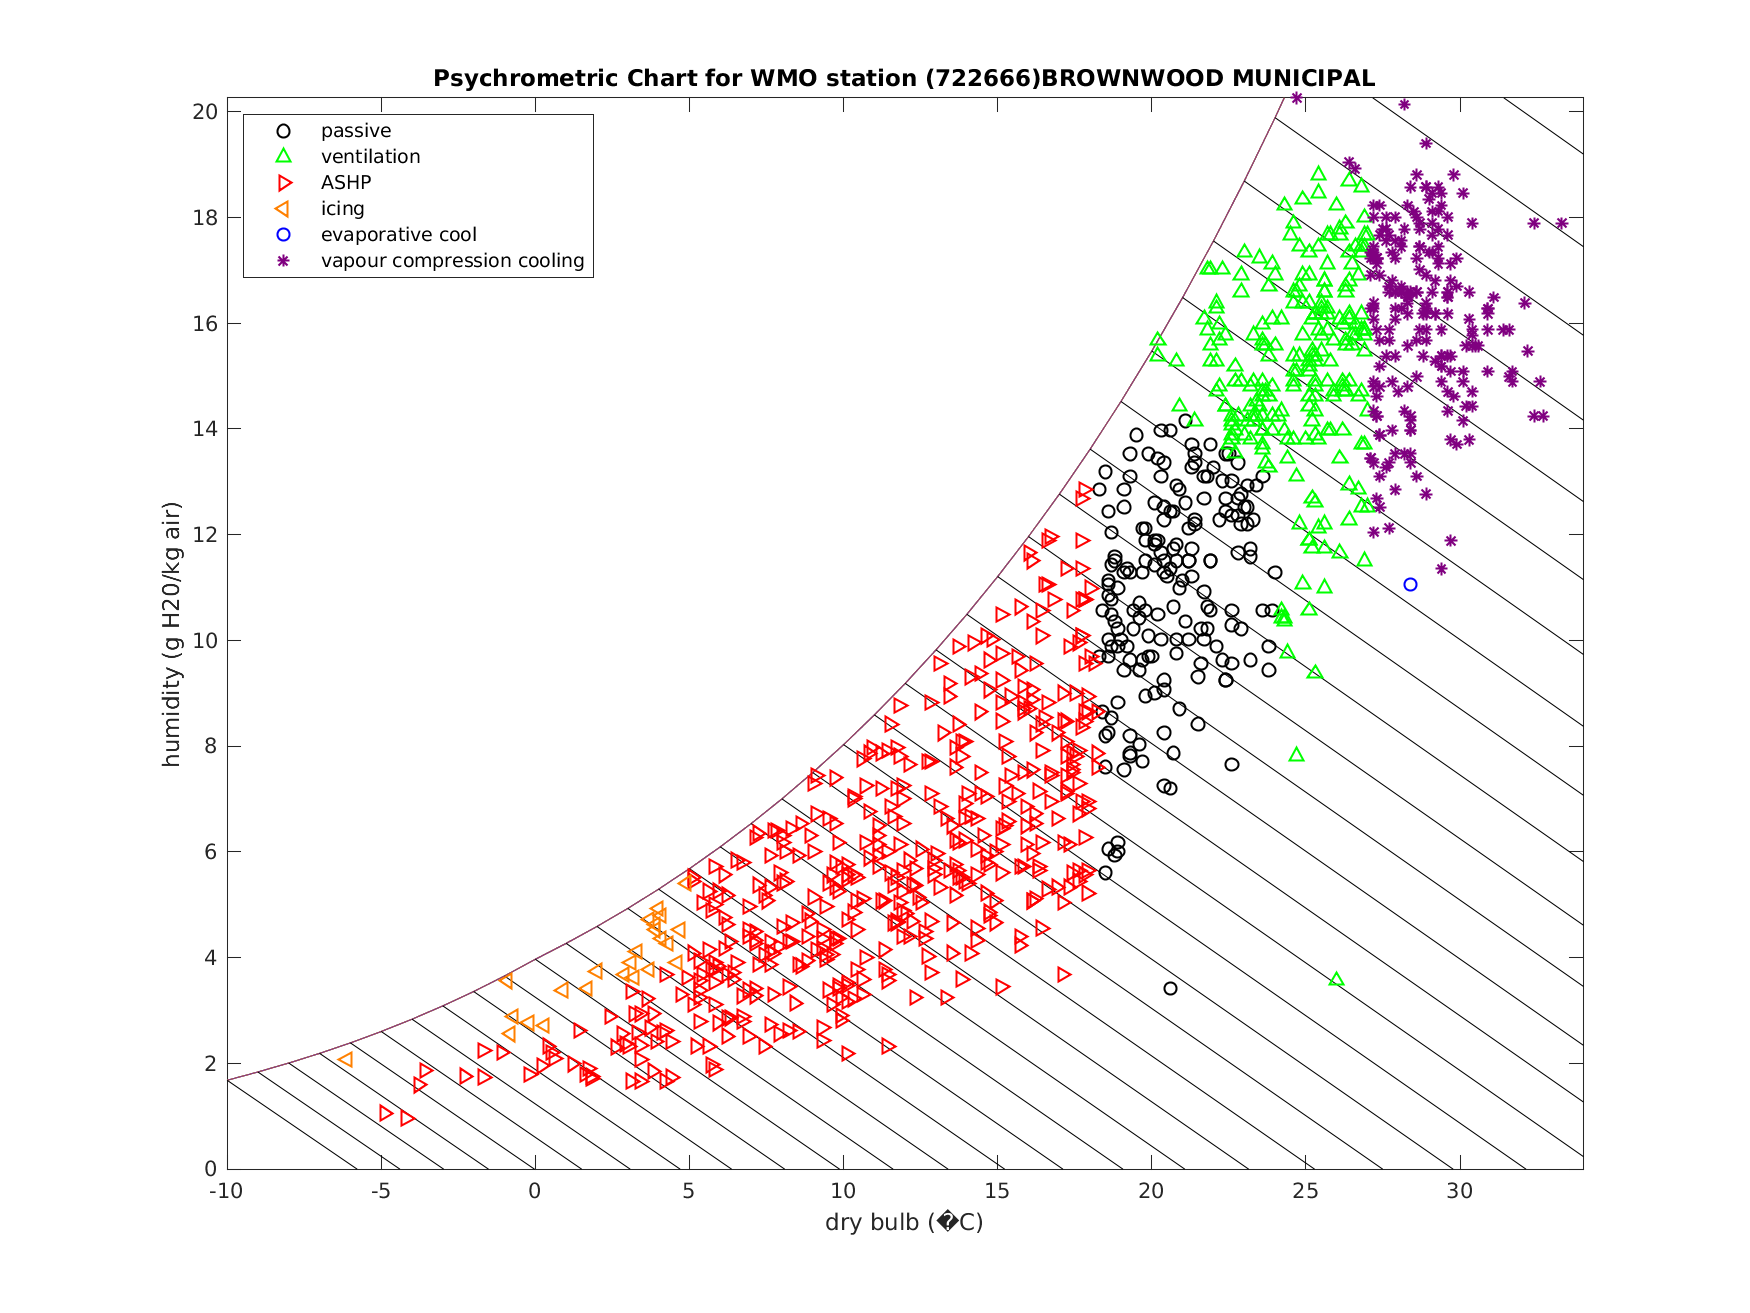 Psychrometric Chart for WMO station (722666)BROWNWOOD MUNICIPAL
passive
ventilation
ASHP
icing
evaporative cool
vapour compression cooling
humidity (g H20/kg air)
20
18
16
14
12
10
8
6
4
2
0
-10 -5 0 5 10 15 20 25 30
dry bulb (�C)